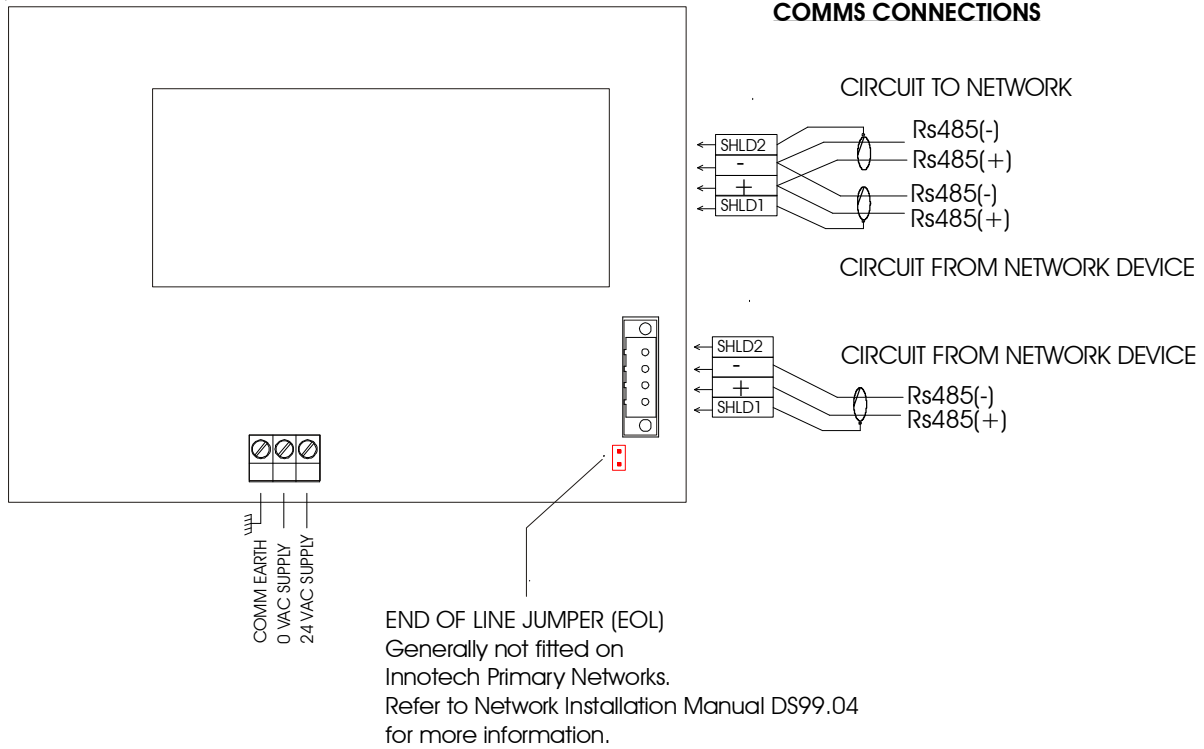 COMMS CONNECTIONS
CIRCUIT TO NETWORK
SHLD2
-
+
SHLD1
Rs485(-)
Rs485(+)
Rs485(-)
Rs485(+)
CIRCUIT FROM NETWORK DEVICE
SHLD2
-
+
SHLD1
CIRCUIT FROM NETWORK DEVICE
Rs485(-)
Rs485(+)
COMM EARTH
0 VAC SUPPLY
24 VAC SUPPLY
END OF LINE JUMPER (EOL)
Generally not fitted on
Innotech Primary Networks.
Refer to Network Installation Manual DS99.04
for more information.